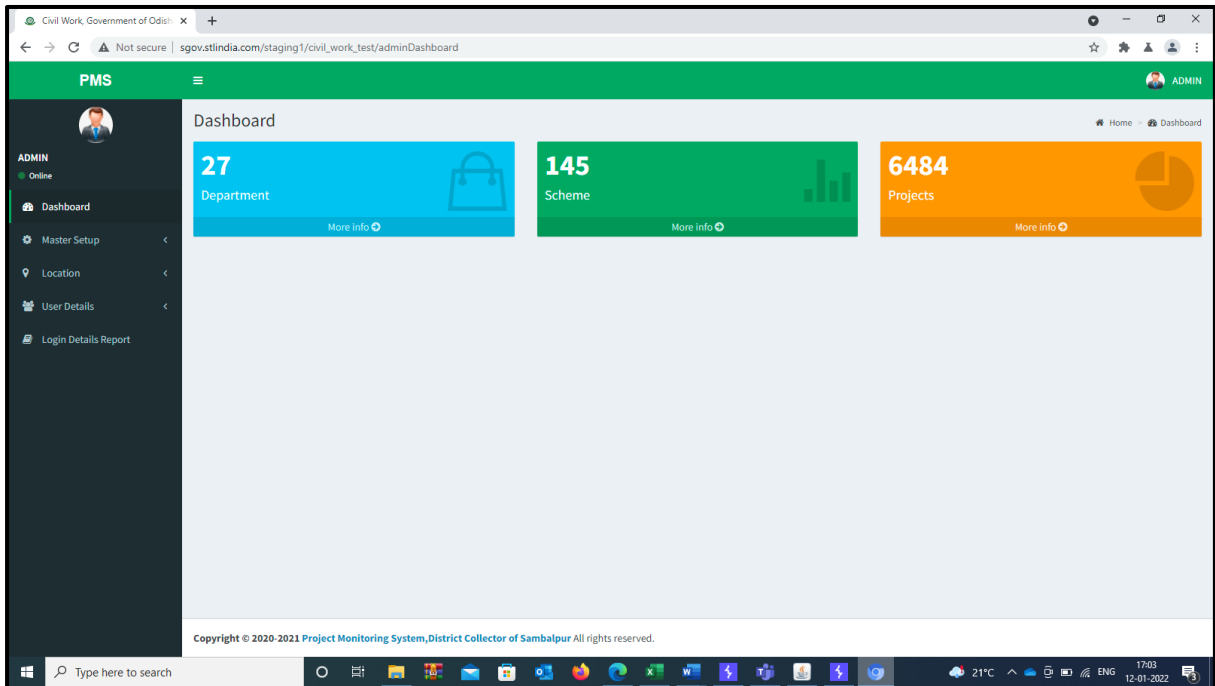 Civil Work, Government of Odish
Not secure
sgov.stlindia.com/staging1/civil_work_test/adminDashboard
PMS
ADMIN
Dashboard
Home > Dashboard
ADMIN
Online
Dashboard
Master Setup
Location
User Details
Login Details Report
27
Department
More info
145
Scheme
More info
6484
Projects
More info
Copyright © 2020-2021 Project Monitoring System,District Collector of Sambalpur All rights reserved.
Type here to search
21°C
ENG
17:03
12-01-2022
3